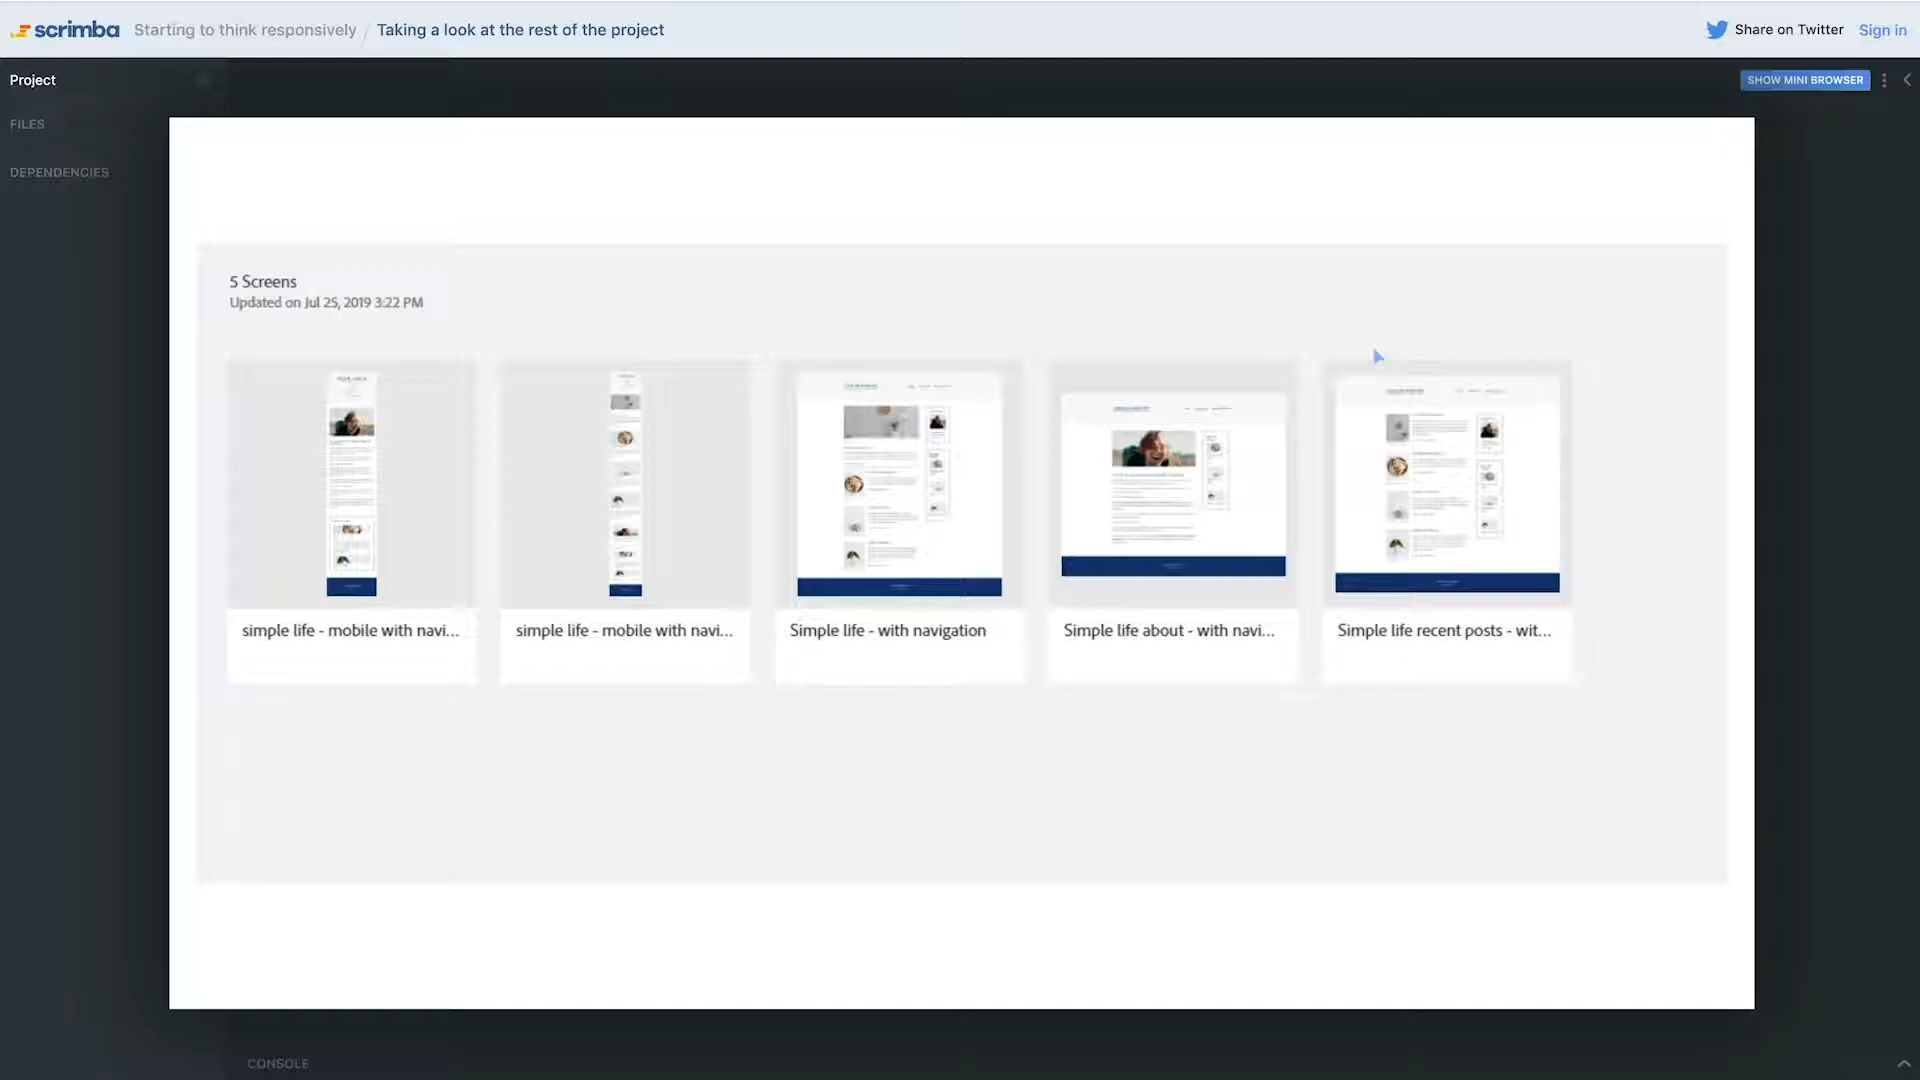 scrimba
Starting to think responsively / Taking a look at the rest of the project
Share on Twitter
Sign in
Project
SHOW MINI BROWSER
FILES
DEPENDENCIES
5 Screens
Updated on Jul 25, 2019 3:22 PM
simple life - mobile with navi...
simple life - mobile with navi...
Simple life - with navigation
Simple life about - with navi...
Simple life recent posts - wit...
CONSOLE